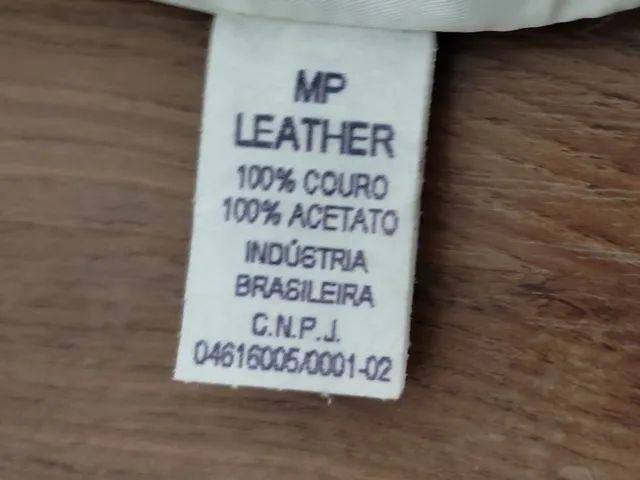 MP
LEATHER
100% COURO
100% ACETATO
INDÚSTRIA
BRASILEIRA
C.N.P.J.
04616005/0001-02